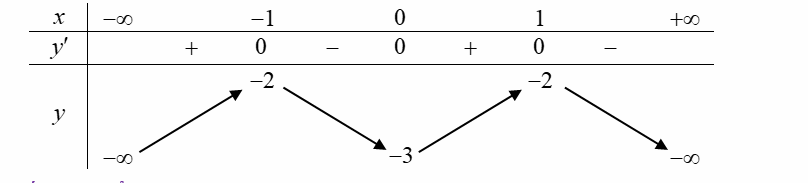 x −∞ −1 0 1 +∞
y′ + 0 − 0 + 0 −
−2 −2
y
−∞ −3 −∞